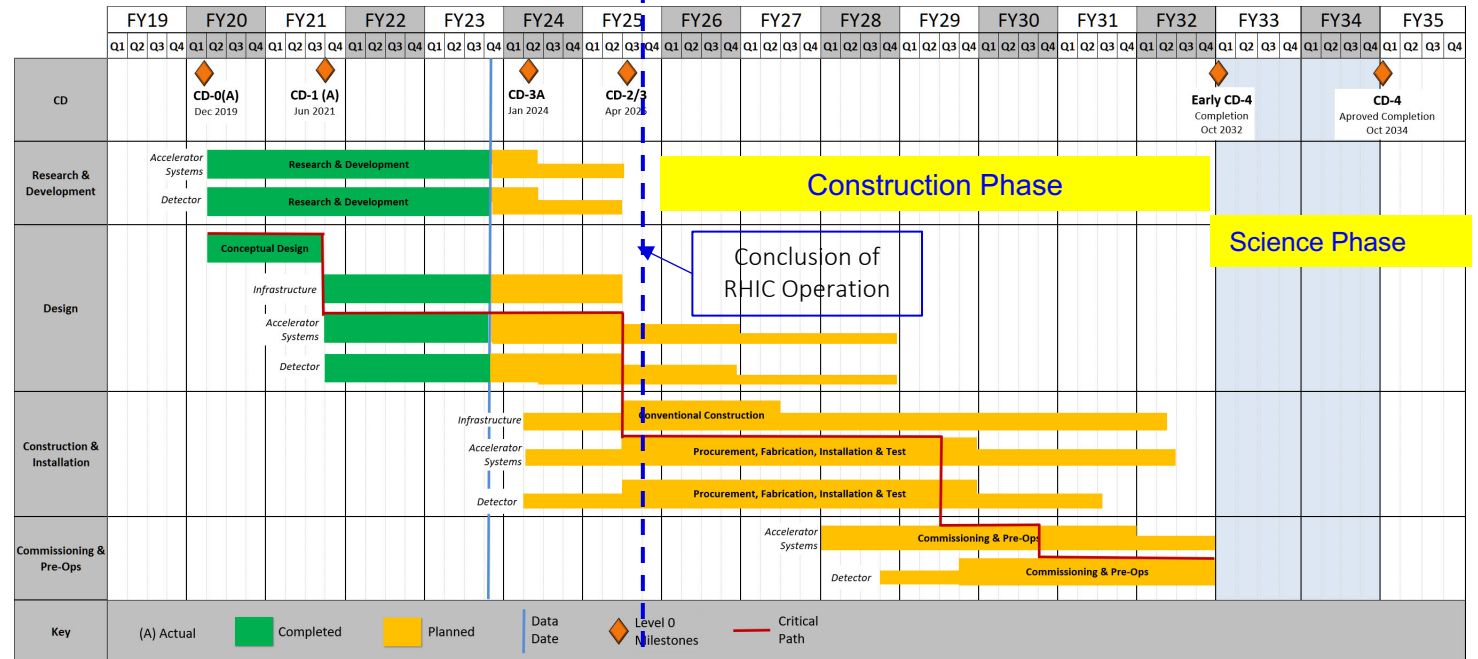 FY19 FY20 FY21 FY22 FY23 FY24 FY25 FY26 FY27 FY28 FY29 FY30 FY31 FY32 FY33 FY34 FY35
Q1 Q2 Q3 Q4 Q1 Q2 Q3 Q4 Q1 Q2 Q3 Q4 Q1 Q2 Q3 Q4 Q1 Q2 Q3 Q4 Q1 Q2 Q3 Q4 Q1 Q2 Q3 Q4 Q1 Q2 Q3 Q4 Q1 Q2 Q3 Q4 Q1 Q2 Q3 Q4 Q1 Q2 Q3 Q4 Q1 Q2 Q3 Q4 Q1 Q2 Q3 Q4 Q1 Q2 Q3 Q4 Q1 Q2 Q3 Q4 Q1 Q2 Q3 Q4 Q1 Q2 Q3 Q4
CD
CD-0(A)
Dec 2019
CD-1 (A)
Jun 2021
CD-3A
Jan 2024
CD-2/3
Apr 2025
Early CD-4
Completion
Oct 2032
CD-4
Aproved Completion
Oct 2034
Research &
Development
Accelerator
Systems
Research & Development
Detector
Research & Development
Construction Phase
Science Phase
Design
Conceptual Design
Conclusion of
RHIC Operation
Infrastructure
Accelerator
Systems
Detector
Construction &
Installation
Infrastructure
Conventional Construction
Accelerator
Systems
Procurement, Fabrication, Installation & Test
Detector
Procurement, Fabrication, Installation & Test
Commissioning &
Pre-Ops
Accelerator
Systems
Commissioning & Pre-Ops
Detector
Commissioning & Pre-Ops
Key
(A) Actual
Completed
Planned
Data
Date
Level 0
Milestones
Critical
Path